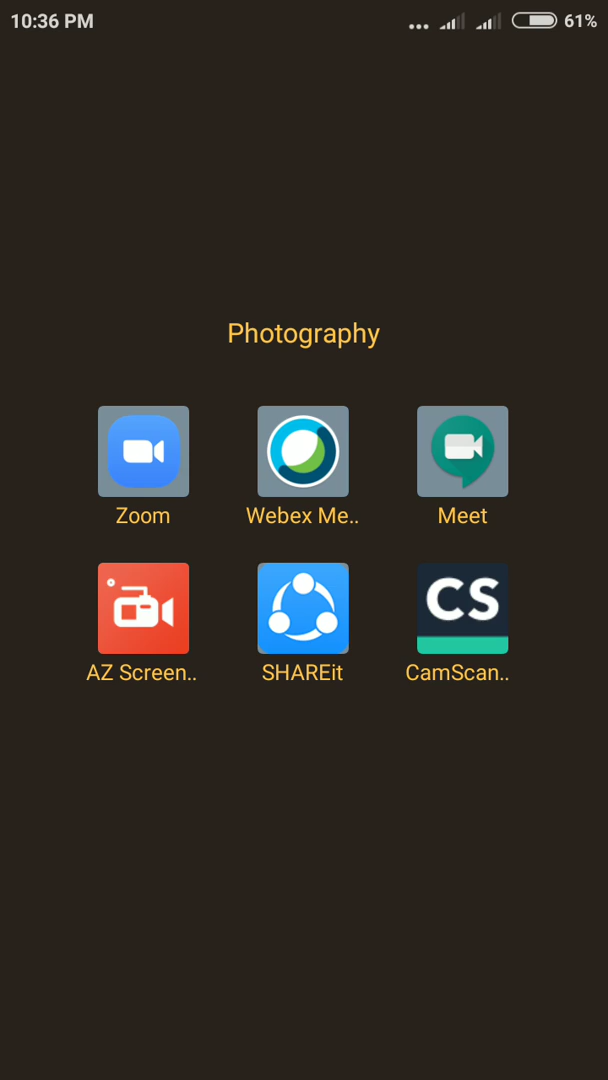 10:36 PM 61%
Photography
Zoom Webex Me.. Meet
CS
AZ Screen.. SHAREit CamScan..